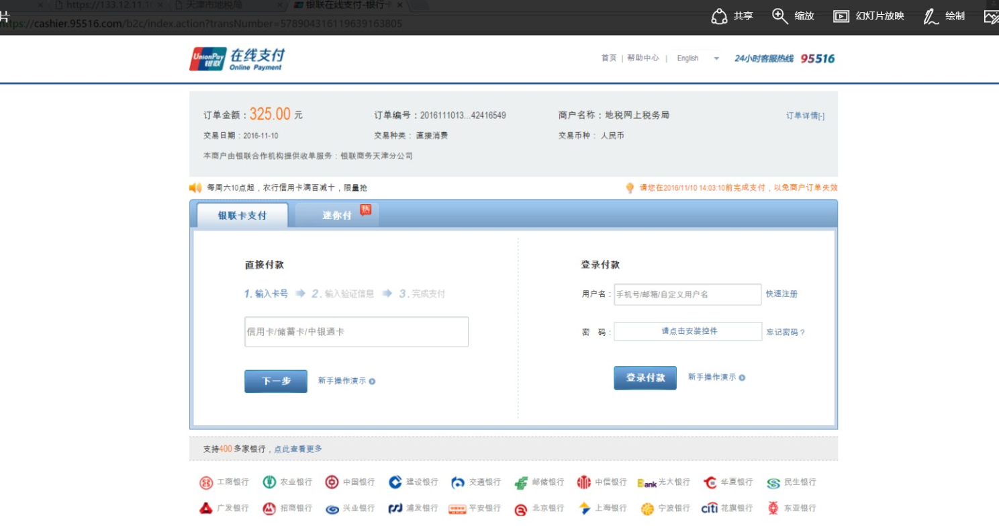 https://133.12.11.1
天津市地税局
银联在线支付-银行卡
片
共享
缩放
幻灯片放映
绘制
https://cashier.95516.com/b2c/index.action?transNumber=578904316119639163805
UnionPay 银联
在线支付
Online Payment
首页 | 帮助中心 | English
24小时客服热线 95516
订单金额：325.00 元
订单编号：2016111013...42416549
商户名称：地税网上税务局
订单详情[-]
交易日期：2016-11-10
交易种类： 直接消费
交易币种： 人民币
本商户由银联合作机构提供收单服务：银联商务天津分公司
每周六10点起，农行信用卡满百减十，限量抢
请您在2016/11/10 14:03:10前完成支付，以免商户订单失效
银联卡支付
迷你付
热
直接付款
1. 输入卡号 2. 输入验证信息 3. 完成支付
信用卡/储蓄卡/中银通卡
下一步
新手操作演示
登录付款
用户名： 手机号/邮箱/自定义用户名 快速注册
密 码： 请点击安装控件 忘记密码？
登录付款
新手操作演示
支持400 多家银行，点此查看更多
工商银行 农业银行 中国银行 建设银行 交通银行 邮储银行 中信银行 Bank 光大银行 华夏银行 民生银行
广发银行 招商银行 兴业银行 浦发银行 平安银行 北京银行 上海银行 宁波银行 citi 花旗银行 东亚银行